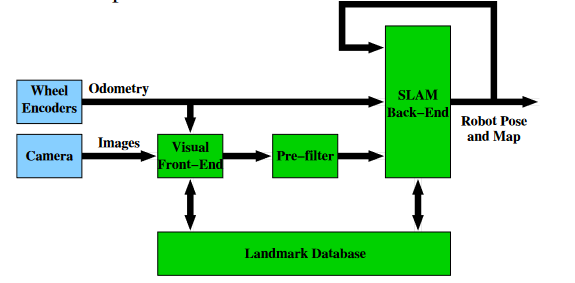 Wheel
Encoders
Odometry
SLAM
Back–End
Robot Pose
and Map
Camera
Images
Visual
Front–End
Pre–filter
Landmark Database